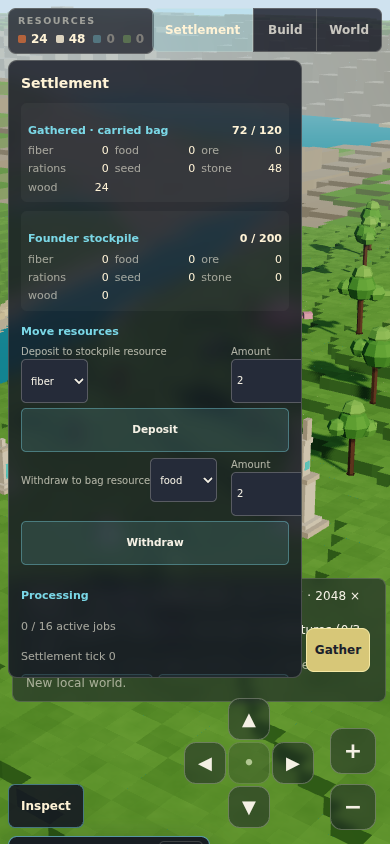 RESOURCES
24 48 0 0
Settlement
Build
World
Settlement
Gathered · carried bag 72 / 120
fiber 0 food 0 ore 0
rations 0 seed 0 stone 48
wood 24
Founder stockpile 0 / 200
fiber 0 food 0 ore 0
rations 0 seed 0 stone 0
wood 0
Move resources
Deposit to stockpile resource
Amount
fiber
2
Deposit
Withdraw to bag resource
food
Amount
2
Withdraw
Processing
0 / 16 active jobs
Settlement tick 0
· 2048 ×
Gather
New local world.
▲
◀ • ▶
▼
+
−
Inspect